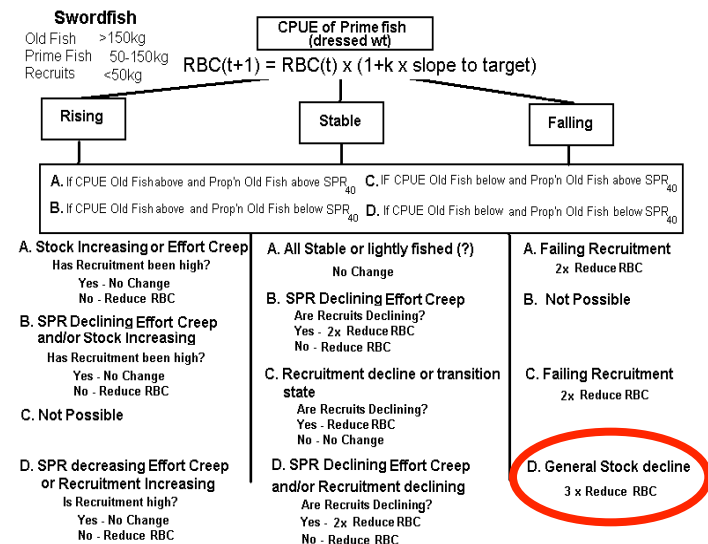 Swordfish
Old Fish >150kg
Prime Fish 50-150kg
Recruits <50kg
CPUE of Prime fish
(dressed wt)
RBC(t+1) = RBC(t) x (1+k x slope to target)
Rising
Stable
Falling
A. If CPUE Old Fish above and Prop'n Old Fish above SPR40
C. IF CPUE Old Fish below and Prop'n Old Fish above SPR40
B. If CPUE Old Fish above and Prop'n Old Fish below SPR40
D. If CPUE Old Fish below and Prop'n Old Fish below SPR40
A. Stock Increasing or Effort Creep
Has Recruitment been high?
Yes - No Change
No - Reduce RBC
B. SPR Declining Effort Creep
and/or Stock Increasing
Has Recruitment been high?
Yes - No Change
No - Reduce RBC
C. Not Possible
D. SPR decreasing Effort Creep
or Recruitment Increasing
Is Recruitment high?
Yes - No Change
No - Reduce RBC
A. All Stable or lightly fished (?)
No Change
B. SPR Declining Effort Creep
Are Recruits Declining?
Yes - 2x Reduce RBC
No - Reduce RBC
C. Recruitment decline or transition
state
Are Recruits Declining?
Yes - Reduce RBC
No - No Change
D. SPR Declining Effort Creep
and/or Recruitment declining
Are Recruits Declining?
Yes - 2x Reduce RBC
No - Reduce RBC
A. Failing Recruitment
2x Reduce RBC
B. Not Possible
C. Failing Recruitment
2x Reduce RBC
D. General Stock decline
3 x Reduce RBC